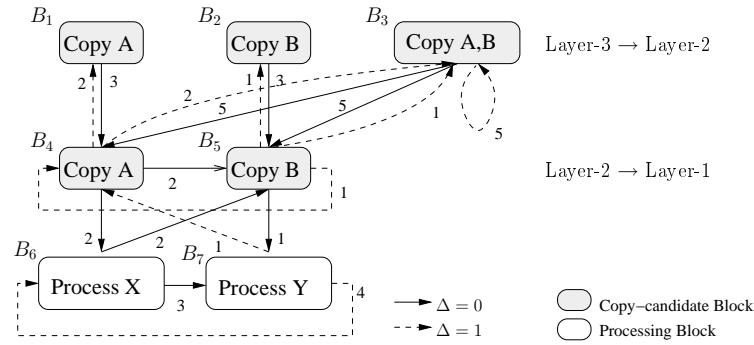 B1 B2 B3
Copy A Copy B Copy A,B Layer-3 → Layer-2
2 3 1 3 2 5 5 1 5
B4 B5
Copy A Copy B Layer-2 → Layer-1
2 1
2 2 1 1
B6 B7
Process X Process Y
3 4
Δ = 0 Copy−candidate Block
Δ = 1 Processing Block